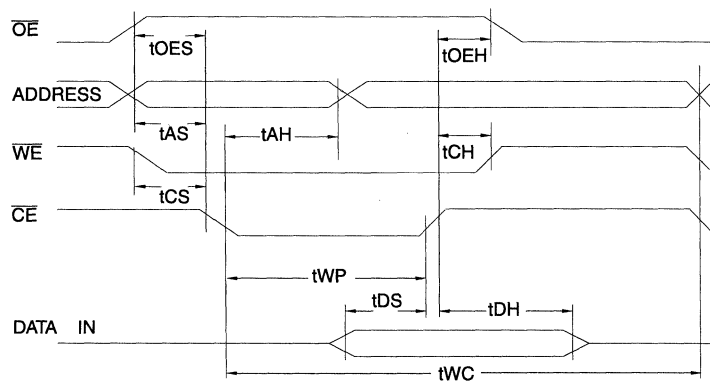 OE
tOES
tOEH
ADDRESS
tAS
tAH
WE
tCH
tCS
CE
tWP
tDS
tDH
DATA IN
tWC